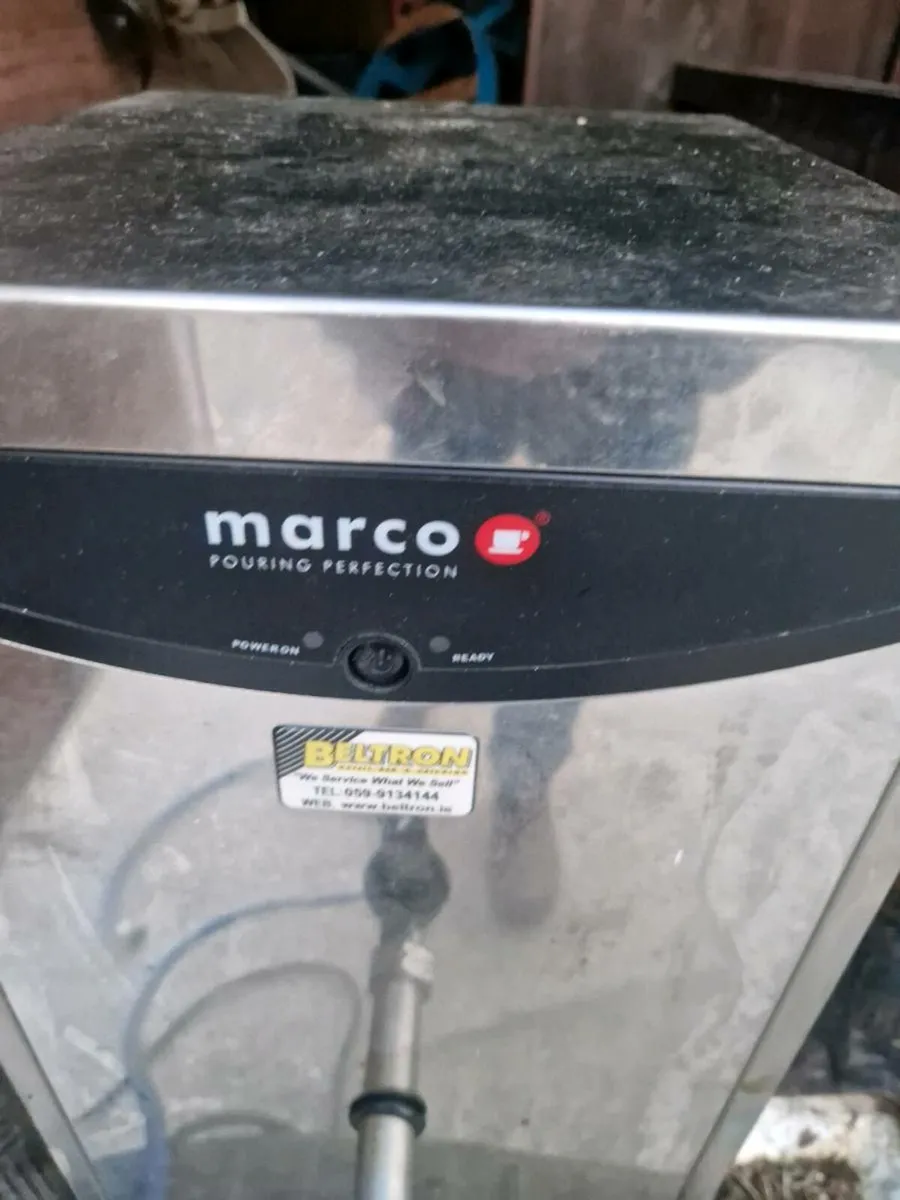 marco
POURING PERFECTION
POWER ON
READY
BELTRON
"We Service What We Sell"
TEL: 059-9134144
WEB. www.beltron.ie